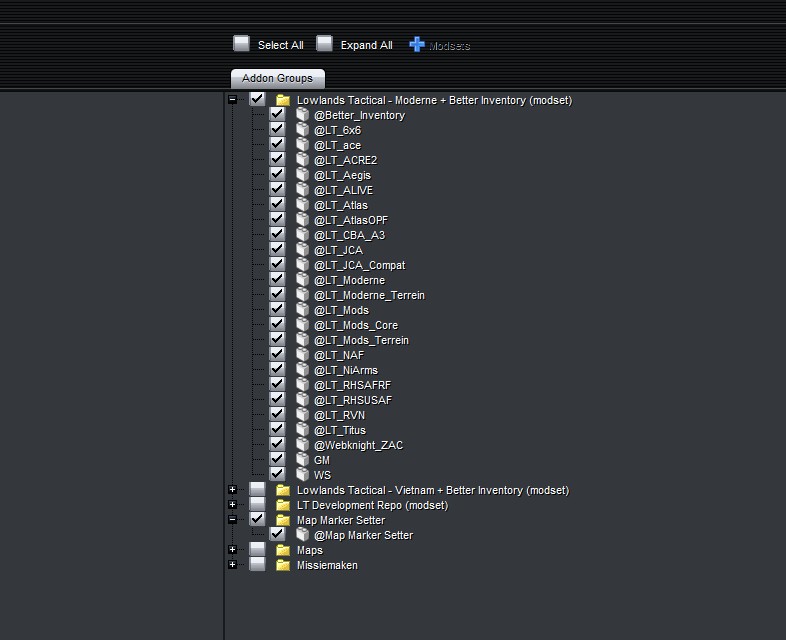 Select All Expand All Modsets
Addon Groups
Lowlands Tactical - Moderne + Better Inventory (modset)
@Better_Inventory
@LT_6x6
@LT_ace
@LT_ACRE2
@LT_Aegis
@LT_ALIVE
@LT_Atlas
@LT_AtlasOPF
@LT_CBA_A3
@LT_JCA
@LT_JCA_Compat
@LT_Moderne
@LT_Moderne_Terrein
@LT_Mods
@LT_Mods_Core
@LT_Mods_Terrein
@LT_NAF
@LT_NiArms
@LT_RHSAFRF
@LT_RHSUSAF
@LT_RVN
@LT_Titus
@Webknight_ZAC
GM
WS
Lowlands Tactical - Vietnam + Better Inventory (modset)
LT Development Repo (modset)
Map Marker Setter
@Map Marker Setter
Maps
Missiemaken